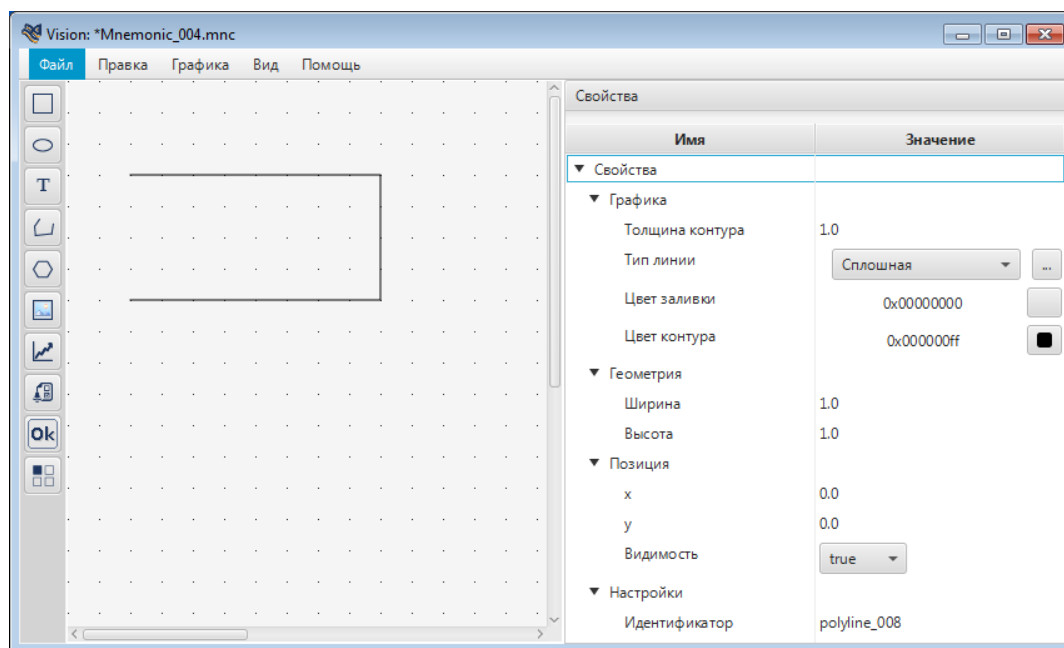 Vision: *Mnemonic_004.mnc
Файл Правка Графика Вид Помощь
Свойства
Имя Значение
Свойства
Графика
Толщина контура 1.0
Тип линии Сплошная ...
Цвет заливки 0x00000000
Цвет контура 0x000000ff
Геометрия
Ширина 1.0
Высота 1.0
Позиция
x 0.0
y 0.0
Видимость true
Настройки
Идентификатор polyline_008
T
Ok